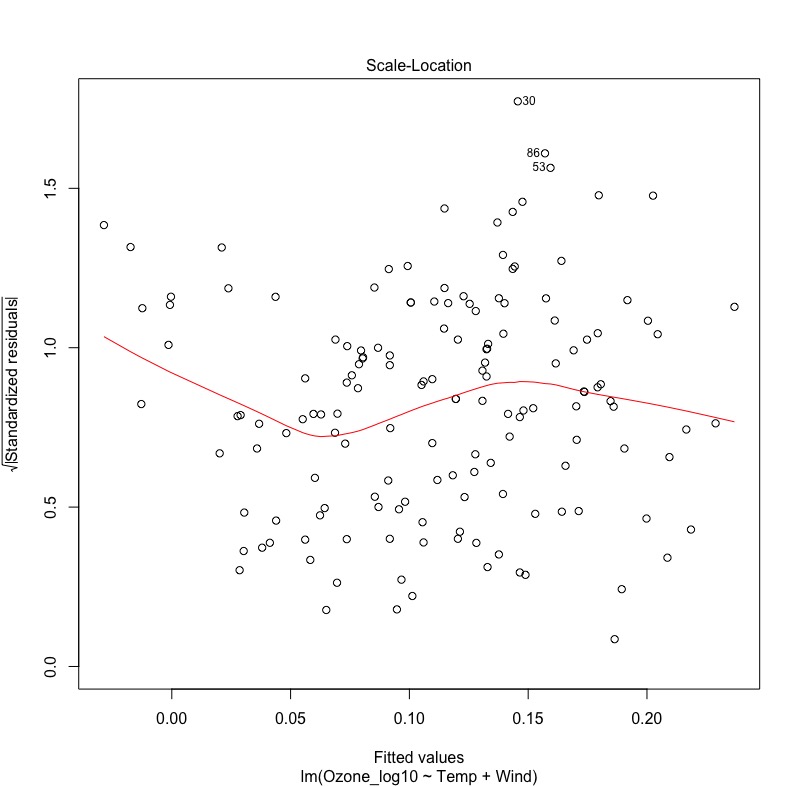 Scale-Location
30
86
53
1.5
1.0
0.5
0.0
√|Standardized residuals|
0.00 0.05 0.10 0.15 0.20
Fitted values
lm(Ozone_log10 ~ Temp + Wind)